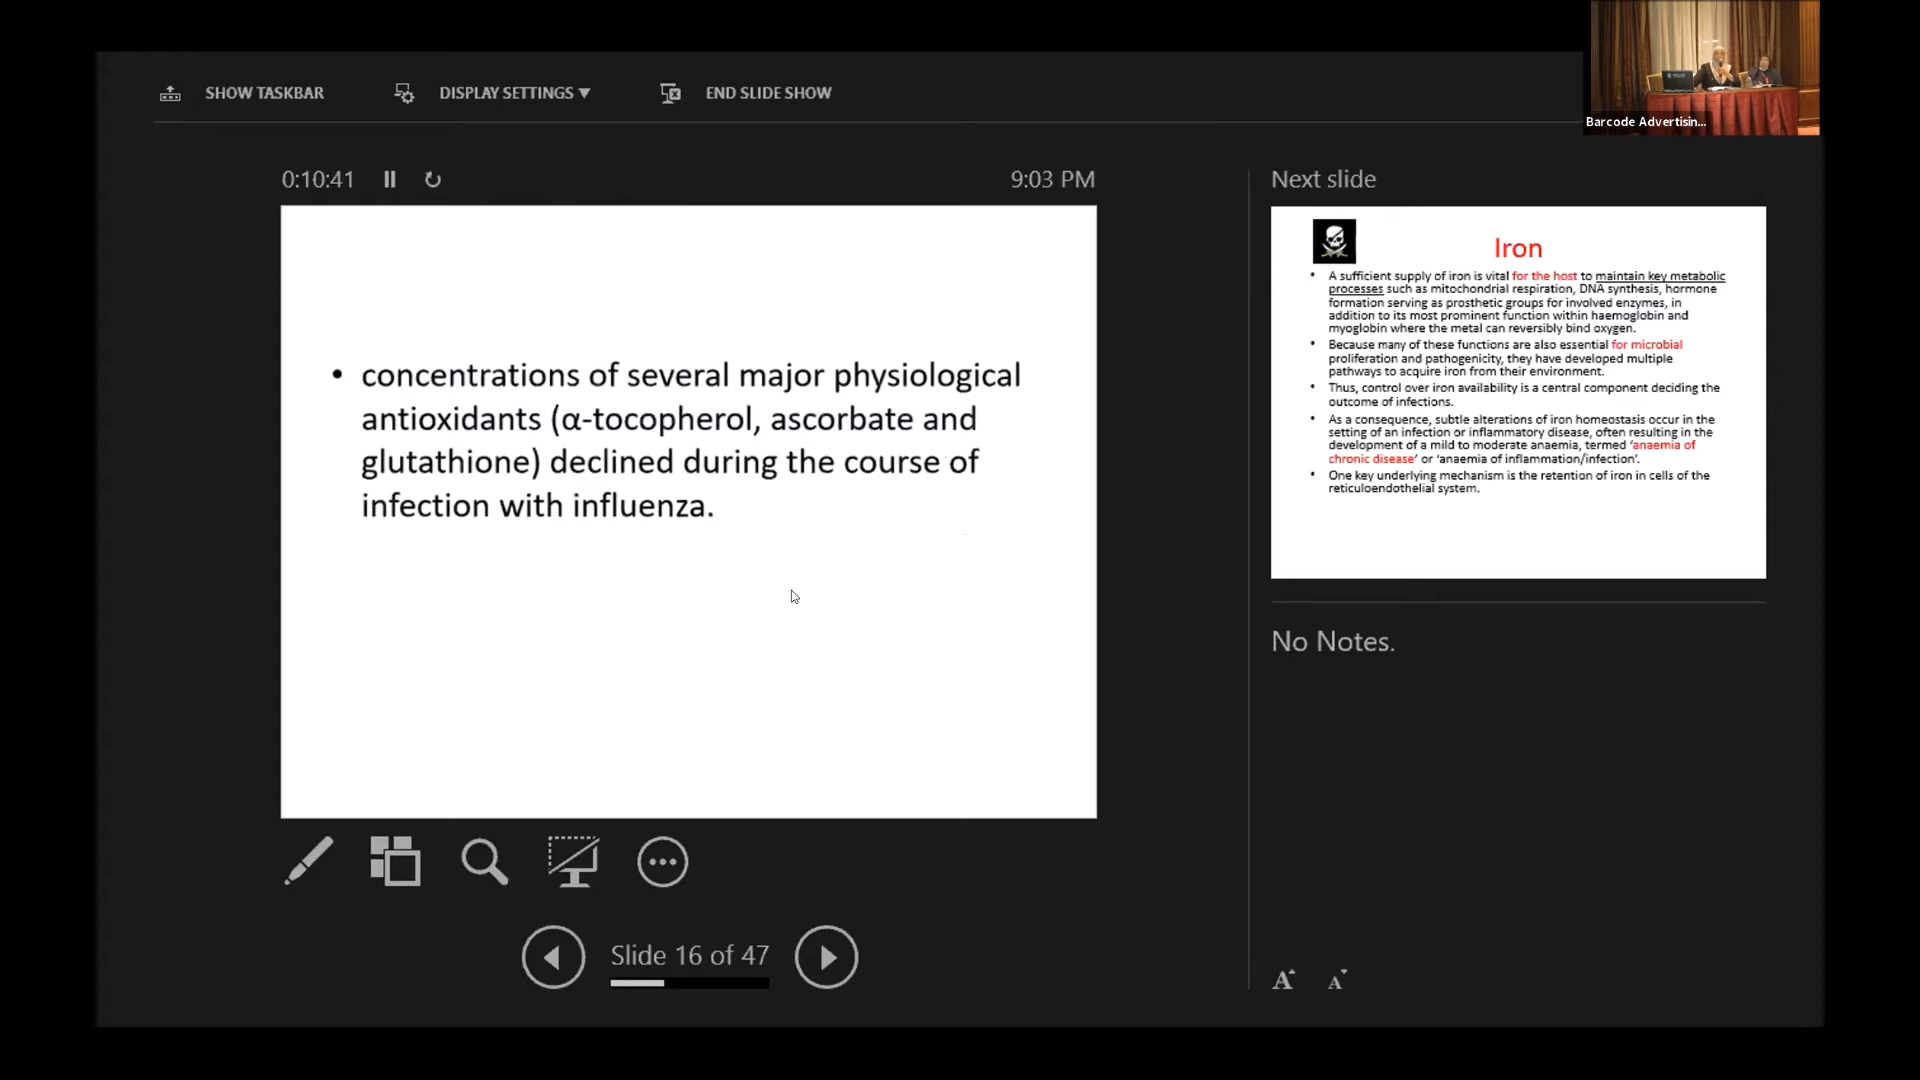 SHOW TASKBAR
DISPLAY SETTINGS ▼
END SLIDE SHOW
Barcode Advertisin...
0:10:41
9:03 PM
• concentrations of several major physiological
antioxidants (α-tocopherol, ascorbate and
glutathione) declined during the course of
infection with influenza.
Slide 16 of 47
Next slide
Iron
• A sufficient supply of iron is vital for the host to maintain key metabolic
processes such as mitochondrial respiration, DNA synthesis, hormone
formation serving as prosthetic groups for involved enzymes, in
addition to its most prominent function within haemoglobin and
myoglobin where the metal can reversibly bind oxygen.
• Because many of these functions are also essential for microbial
proliferation and pathogenicity, they have developed multiple
pathways to acquire iron from their environment.
• Thus, control over iron availability is a central component deciding the
outcome of infections.
• As a consequence, subtle alterations of iron homeostasis occur in the
setting of an infection or inflammatory disease, often resulting in the
development of a mild to moderate anaemia, termed ‘anaemia of
chronic disease’ or ‘anaemia of inflammation/infection’.
• One key underlying mechanism is the retention of iron in cells of the
reticuloendothelial system.
No Notes.
A A